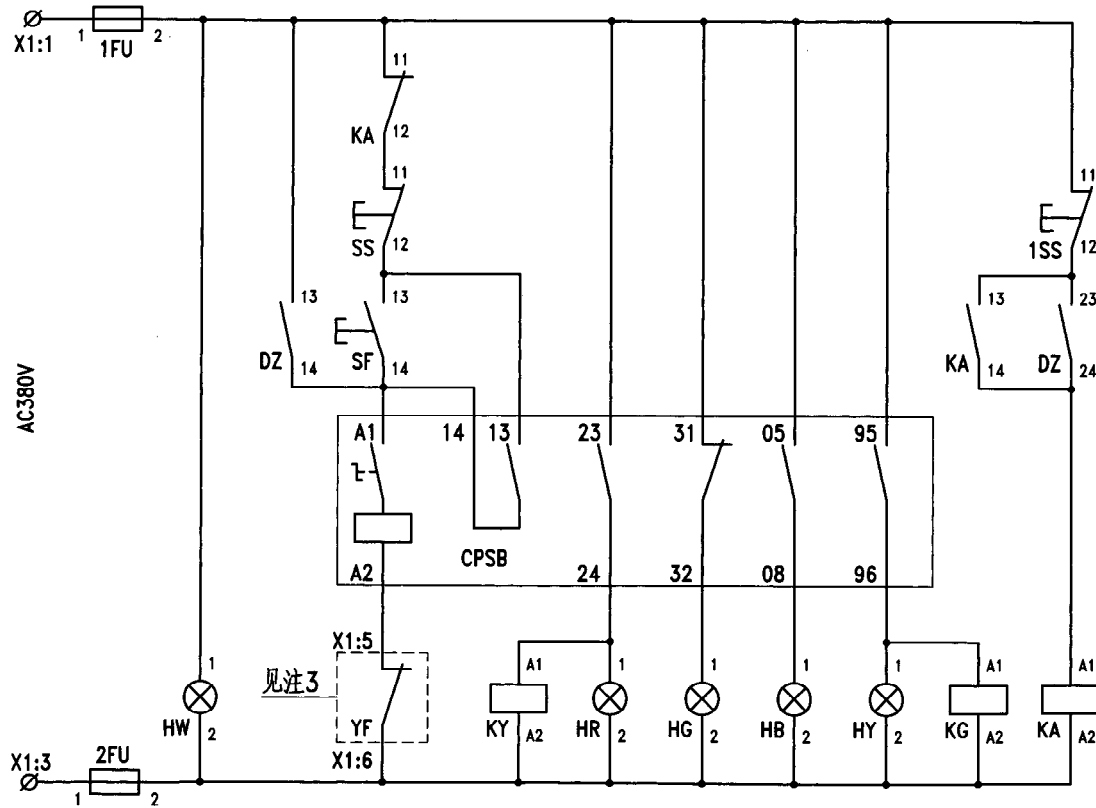 X1:1
1 1FU 2
11
KA
12
11
SS
12
11
1SS
12
13
DZ
14
13
SF
14
13
KA
14
23
DZ
24
AC380V
A1 14 13 23 31 05 95
CPSB
A2 24 32 08 96
X1:5
见注3
YF
X1:6
1
HW
2
A1
KY
A2
1
HR
2
1
HG
2
1
HB
2
1
HY
2
A1
KG
A2
A1
KA
A2
X1:3
2FU
1 2